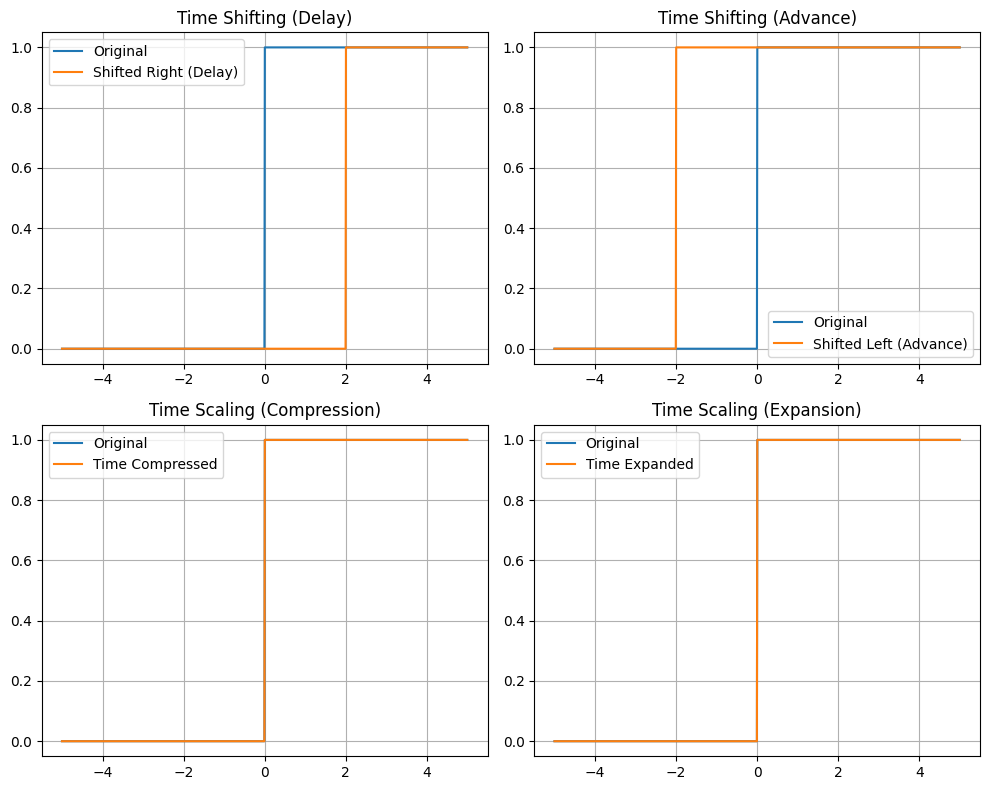 Time Shifting (Delay)
1.0
0.8
0.6
0.4
0.2
0.0
Original
Shifted Right (Delay)
−4 −2 0 2 4
Time Shifting (Advance)
1.0
0.8
0.6
0.4
0.2
0.0
Original
Shifted Left (Advance)
−4 −2 0 2 4
Time Scaling (Compression)
1.0
0.8
0.6
0.4
0.2
0.0
Original
Time Compressed
−4 −2 0 2 4
Time Scaling (Expansion)
1.0
0.8
0.6
0.4
0.2
0.0
Original
Time Expanded
−4 −2 0 2 4